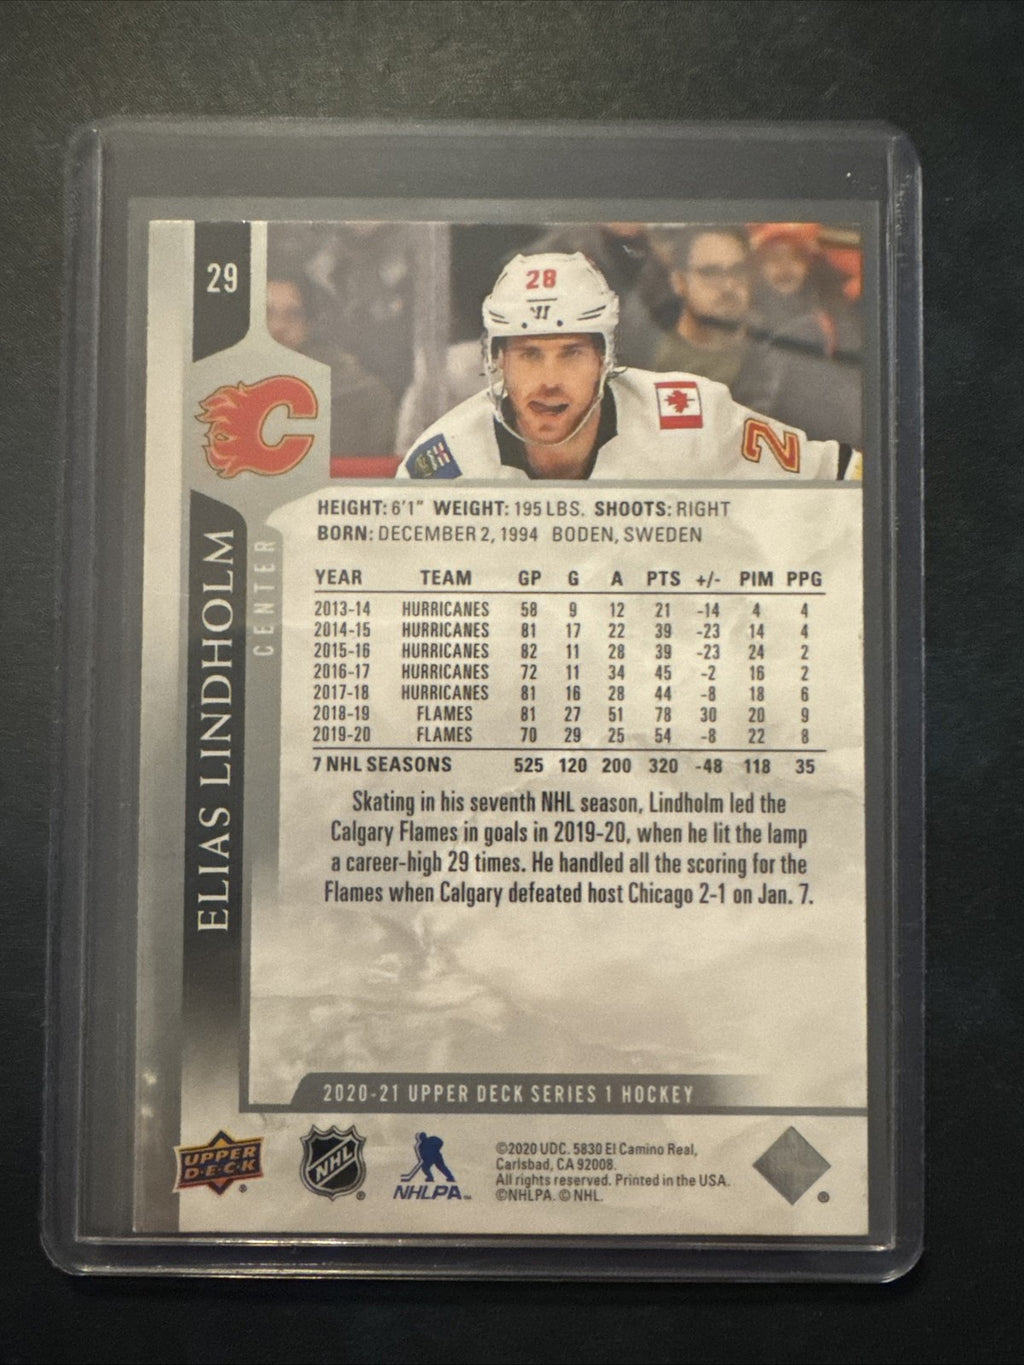 29
28
2
ELIAS LINDHOLM
CENTER
HEIGHT: 6'1" WEIGHT: 195 LBS. SHOOTS: RIGHT
BORN: DECEMBER 2, 1994 BODEN, SWEDEN
YEAR TEAM GP G A PTS +/- PIM PPG
2013-14 HURRICANES 58 9 12 21 -14 4 4
2014-15 HURRICANES 81 17 22 39 -23 14 4
2015-16 HURRICANES 82 11 28 39 -23 24 2
2016-17 HURRICANES 72 11 34 45 -2 16 2
2017-18 HURRICANES 81 16 28 44 -8 18 6
2018-19 FLAMES 81 27 51 78 30 20 9
2019-20 FLAMES 70 29 25 54 -8 22 8
7 NHL SEASONS 525 120 200 320 -48 118 35
Skating in his seventh NHL season, Lindholm led the
Calgary Flames in goals in 2019-20, when he lit the lamp
a career-high 29 times. He handled all the scoring for the
Flames when Calgary defeated host Chicago 2-1 on Jan. 7.
2020-21 UPPER DECK SERIES 1 HOCKEY
UPPER
D·E·C·K
®
NHL
®
NHLPA™
©2020 UDC. 5830 El Camino Real,
Carlsbad, CA 92008.
All rights reserved. Printed in the USA.
©NHLPA. © NHL.
®